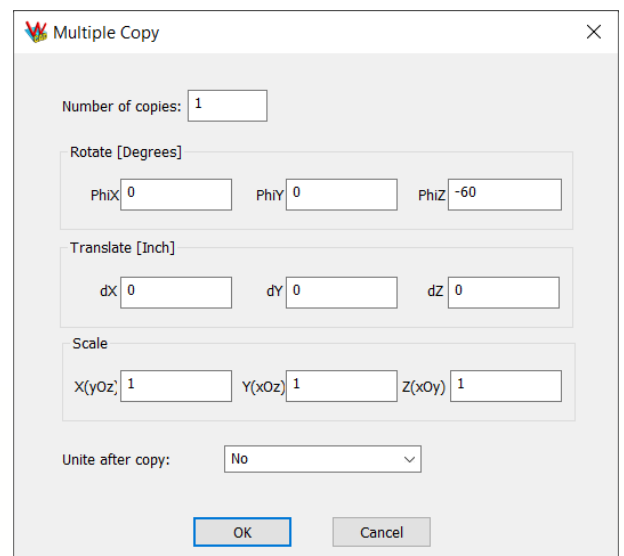 Multiple Copy
Number of copies: 1
Rotate [Degrees]
PhiX 0 PhiY 0 PhiZ -60
Translate [Inch]
dX 0 dY 0 dZ 0
Scale
X(yOz) 1 Y(xOz) 1 Z(xOy) 1
Unite after copy: No
OK Cancel